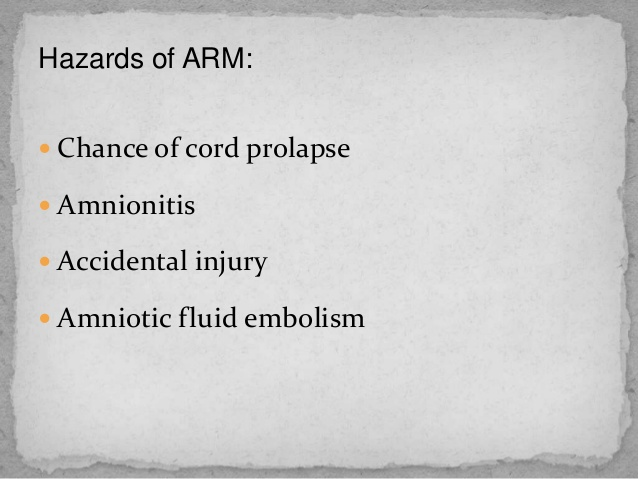 Hazards of ARM:
• Chance of cord prolapse
• Amnionitis
• Accidental injury
• Amniotic fluid embolism